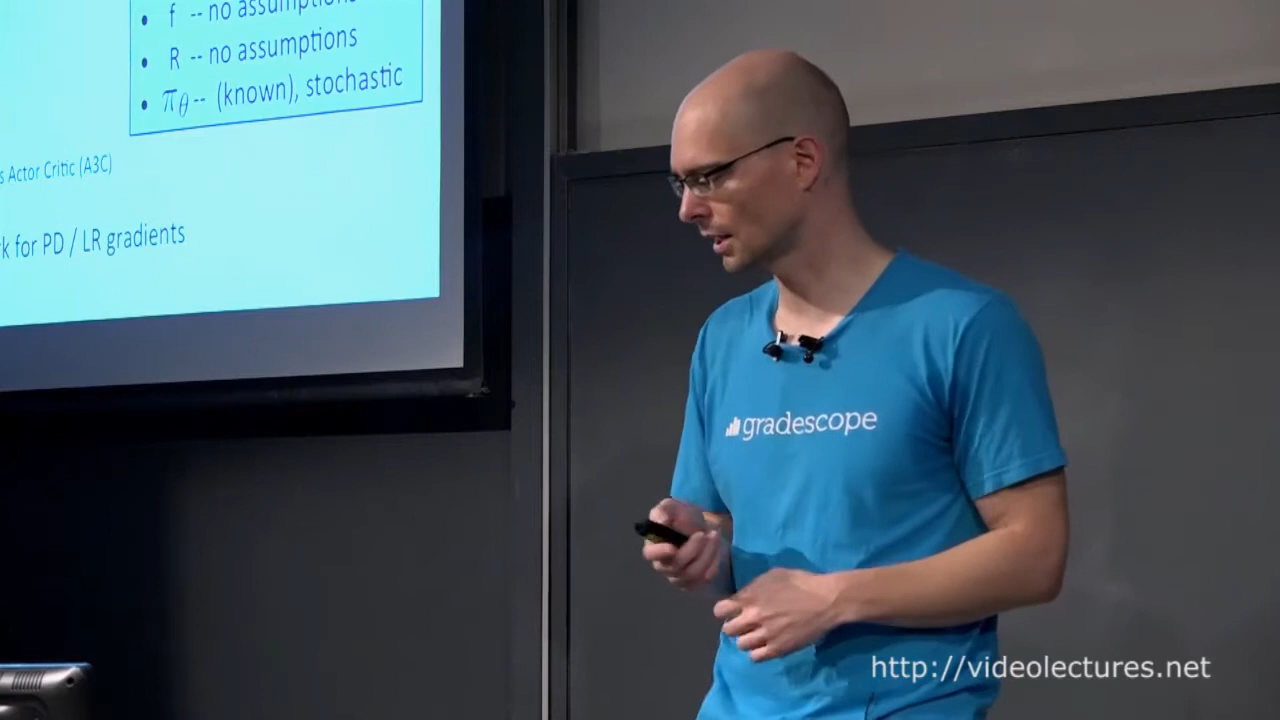 • f -- no assumptions
• R -- no assumptions
• πθ -- (known), stochastic
s Actor Critic (A3C)
k for PD / LR gradients
gradescope
http://videolectures.net